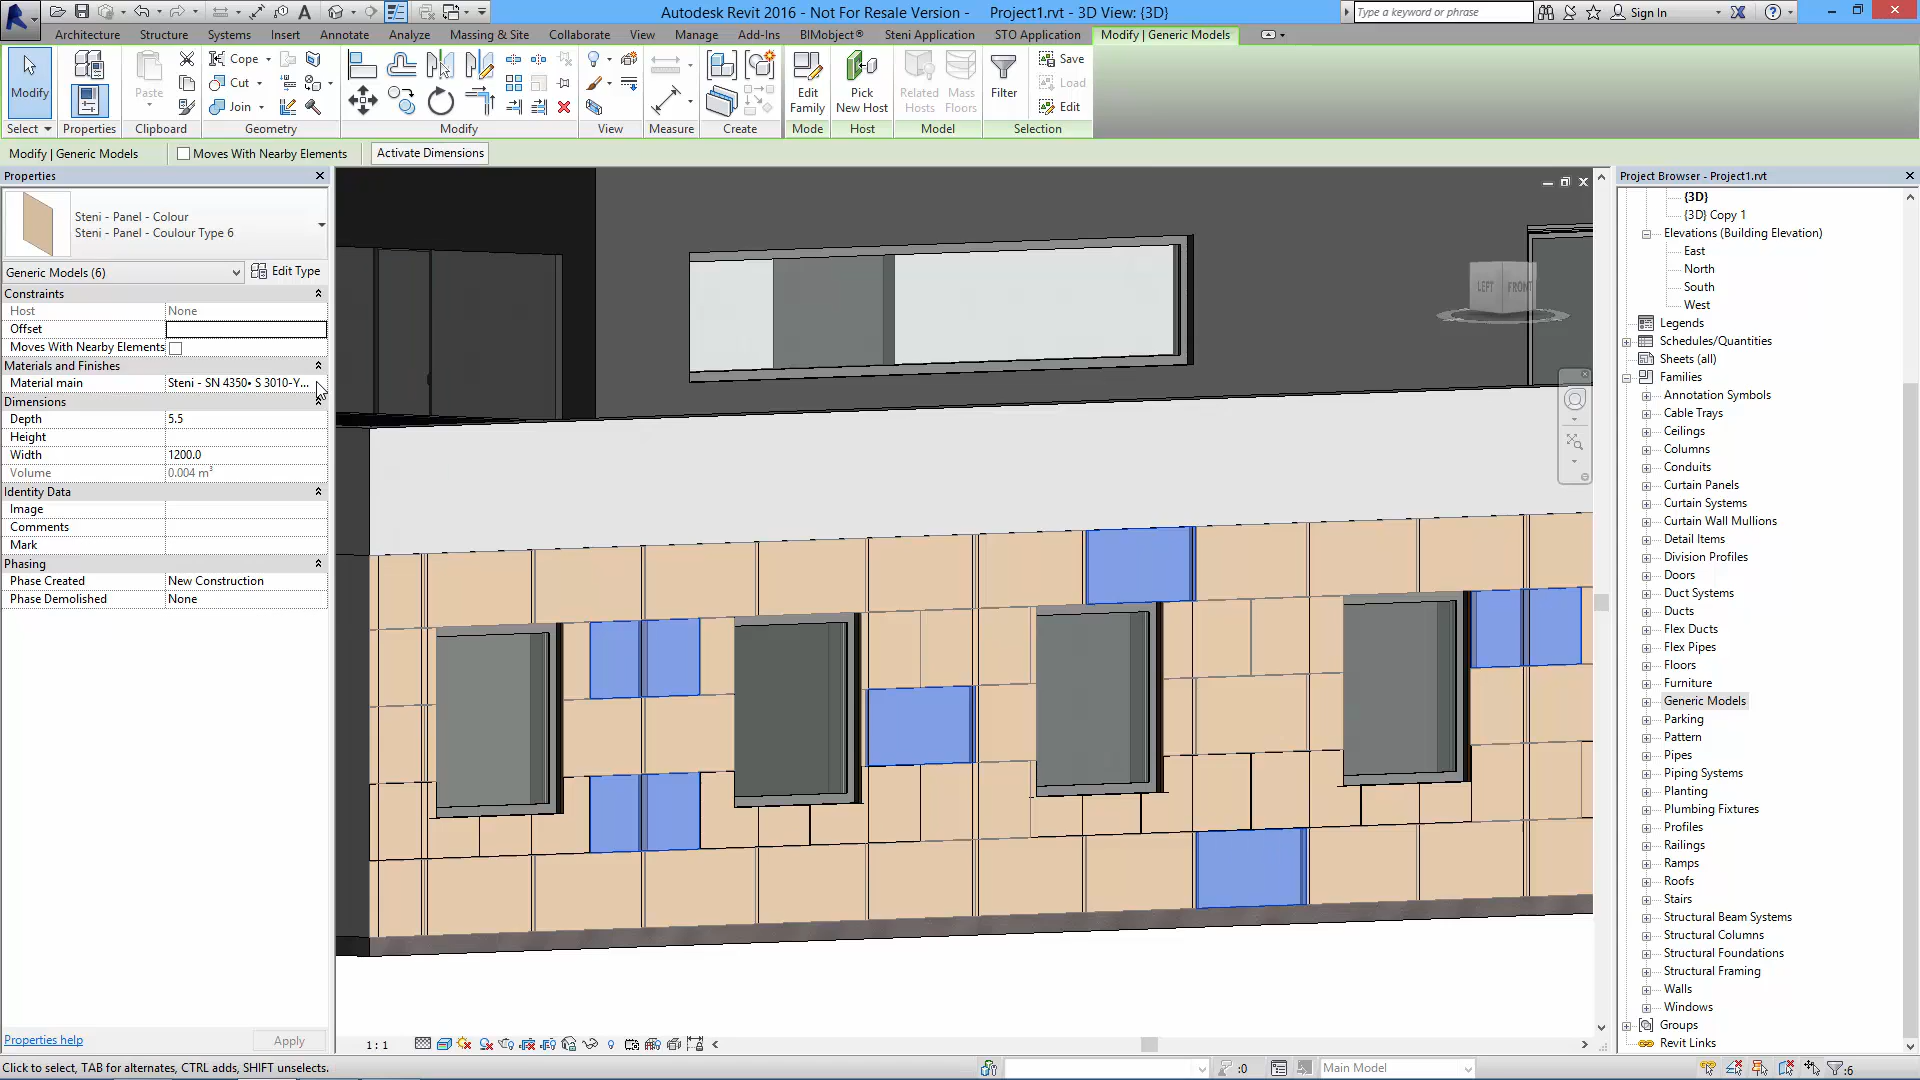 Autodesk Revit 2016 - Not For Resale Version - Project1.rvt - 3D View: {3D}
Type a keyword or phrase
Sign In
Architecture Structure Systems Insert Annotate Analyze Massing & Site Collaborate View Manage Add-Ins BIMobject® Steni Application STO Application Modify | Generic Models
Modify
Paste
Cope
Cut
Join
Edit Family
Pick New Host
Related Hosts
Mass Floors
Filter
Save
Load
Edit
Select Properties Clipboard Geometry Modify View Measure Create Mode Host Model Selection
Modify | Generic Models
Moves With Nearby Elements
Activate Dimensions
Properties
Steni - Panel - Colour
Steni - Panel - Coulour Type 6
Generic Models (6)
Edit Type
Constraints
Host None
Offset
Moves With Nearby Elements
Materials and Finishes
Material main Steni - SN 4350• S 3010-Y...
Dimensions
Depth 5.5
Height
Width 1200.0
Volume 0.004 m³
Identity Data
Image
Comments
Mark
Phasing
Phase Created New Construction
Phase Demolished None
Properties help
Apply
LEFT FRONT
1 : 1
Project Browser - Project1.rvt
{3D}
{3D} Copy 1
Elevations (Building Elevation)
East
North
South
West
Legends
Schedules/Quantities
Sheets (all)
Families
Annotation Symbols
Cable Trays
Ceilings
Columns
Conduits
Curtain Panels
Curtain Systems
Curtain Wall Mullions
Detail Items
Division Profiles
Doors
Duct Systems
Ducts
Flex Ducts
Flex Pipes
Floors
Furniture
Generic Models
Parking
Pattern
Pipes
Piping Systems
Planting
Plumbing Fixtures
Profiles
Railings
Ramps
Roofs
Stairs
Structural Beam Systems
Structural Columns
Structural Foundations
Structural Framing
Walls
Windows
Groups
Revit Links
Click to select, TAB for alternates, CTRL adds, SHIFT unselects.
:0
Main Model
:6